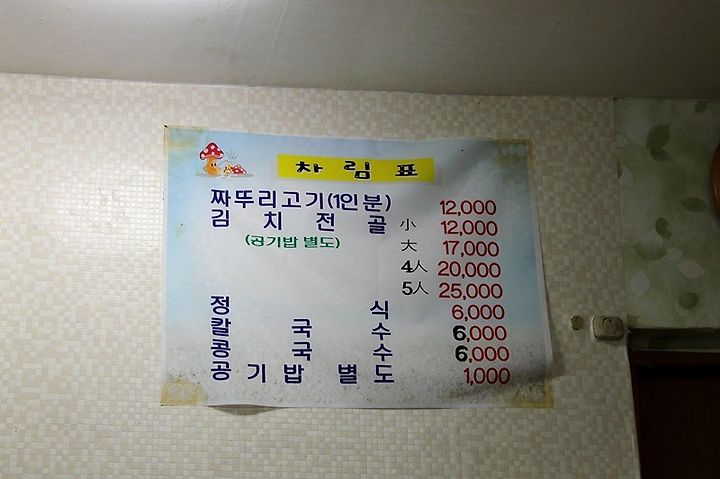 차림표
짜뚜리고기(1인분) 12,000
김치전골 小 12,000
(공기밥 별도) 大 17,000
4人 20,000
5人 25,000
정식 6,000
칼국수 6,000
콩국수 6,000
공기밥 별도 1,000